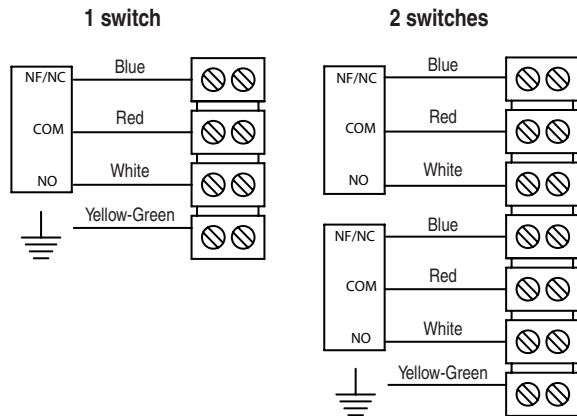 1 switch
NF/NC
Blue
COM
Red
NO
White
Yellow-Green
2 switches
NF/NC
Blue
COM
Red
NO
White
NF/NC
Blue
COM
Red
NO
White
Yellow-Green